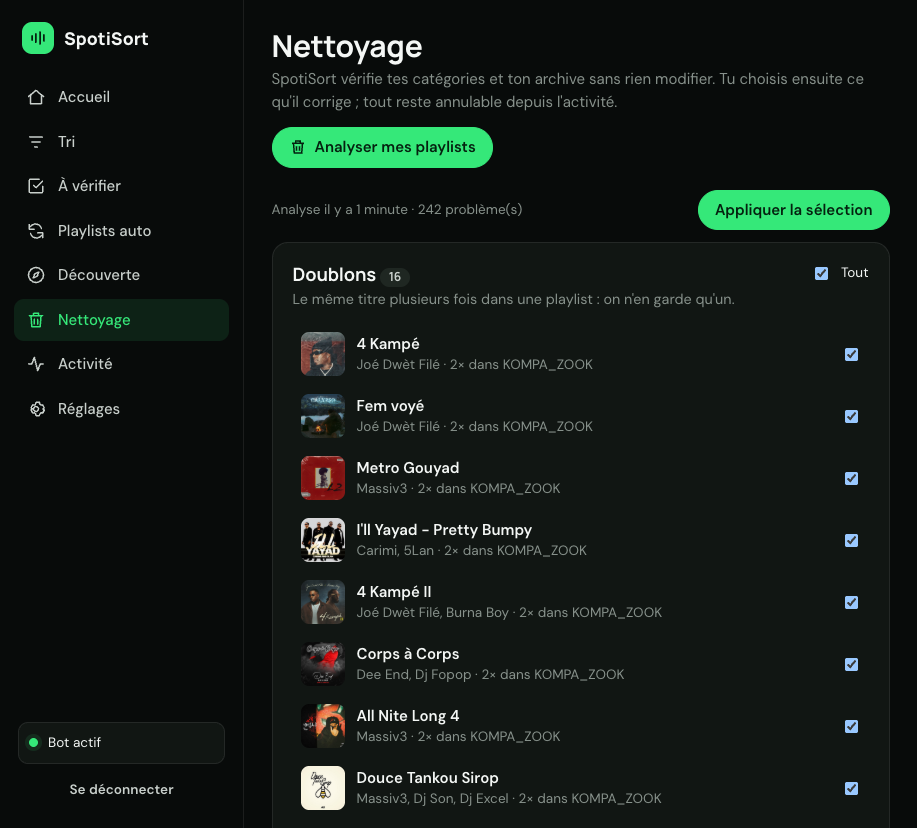 SpotiSort
Accueil
Tri
À vérifier
Playlists auto
Découverte
Nettoyage
Activité
Réglages
Bot actif
Se déconnecter
Nettoyage
SpotiSort vérifie tes catégories et ton archive sans rien modifier. Tu choisis ensuite ce
qu'il corrige ; tout reste annulable depuis l'activité.
Analyser mes playlists
Analyse il y a 1 minute · 242 problème(s)
Appliquer la sélection
Doublons 16
Tout
Le même titre plusieurs fois dans une playlist : on n'en garde qu'un.
4 Kampé
Joé Dwèt Filé · 2× dans KOMPA_ZOOK
Fem voyé
Joé Dwèt Filé · 2× dans KOMPA_ZOOK
Metro Gouyad
Massiv3 · 2× dans KOMPA_ZOOK
I'll Yayad - Pretty Bumpy
Carimi, 5Lan · 2× dans KOMPA_ZOOK
YAYAD
4 Kampé II
Joé Dwèt Filé, Burna Boy · 2× dans KOMPA_ZOOK
Corps à Corps
Dee End, Dj Fopop · 2× dans KOMPA_ZOOK
All Nite Long 4
Massiv3 · 2× dans KOMPA_ZOOK
Douce Tankou Sirop
Massiv3, Dj Son, Dj Excel · 2× dans KOMPA_ZOOK